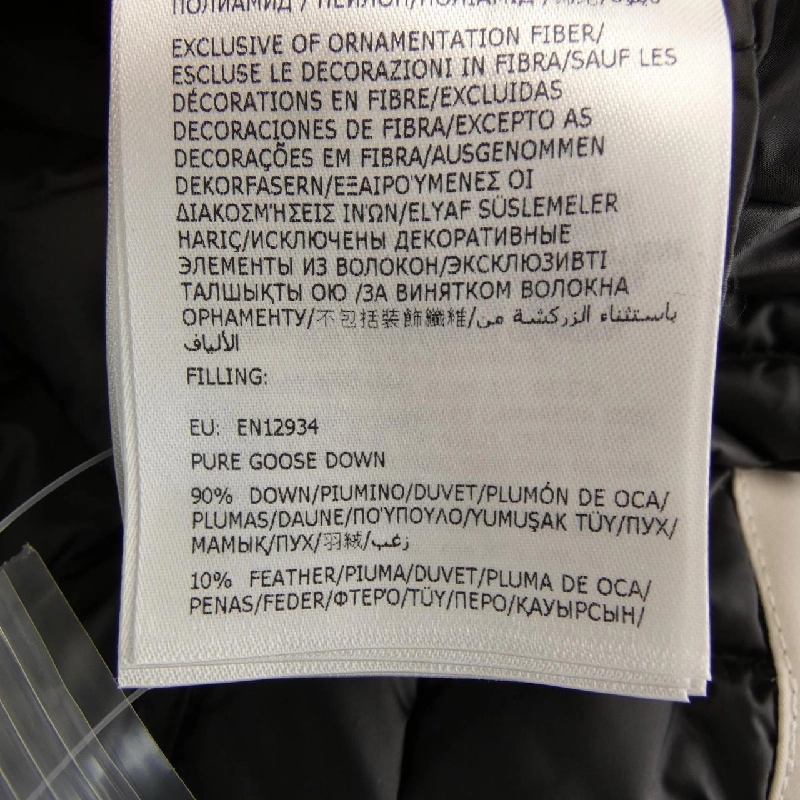 ПОЛИАМИД / НЕЙЛОН/ПОЛІАМІД /
EXCLUSIVE OF ORNAMENTATION FIBER/
ESCLUSE LE DECORAZIONI IN FIBRA/SAUF LES
DÉCORATIONS EN FIBRE/EXCLUIDAS
DECORACIONES DE FIBRA/EXCEPTO AS
DECORAÇÕES EM FIBRA/AUSGENOMMEN
DEKORFASERN/ΕΞΑΙΡΟΎΜΕΝΕΣ ΟΙ
ΔΙΑΚΟΣΜΉΣΕΙΣ ΙΝΏΝ/ELYAF SÜSLEMELER
HARIÇ/ИСКЛЮЧЕНЫ ДЕКОРАТИВНЫЕ
ЭЛЕМЕНТЫ ИЗ ВОЛОКОН/ЭКСКЛЮЗИВТІ
ТАЛШЫҚТЫ ОЮ /ЗА ВИНЯТКОМ ВОЛОКНА
ОРНАМЕНТУ/不包括裝飾纖維/باستثناء الزركشة من
الألياف
FILLING:
EU: EN12934
PURE GOOSE DOWN
90% DOWN/PIUMINO/DUVET/PLUMÓN DE OCA/
PLUMAS/DAUNE/ΠΟΎΠΟΥΛΟ/YUMUŞAK TÜY/ПУХ/
МАМЫҚ/ПУХ/羽絨/زغب
10% FEATHER/PIUMA/DUVET/PLUMA DE OCA/
PENAS/FEDER/ΦΤΕΡΌ/TÜY/ПЕРО/ҚАУЫРСЫН/